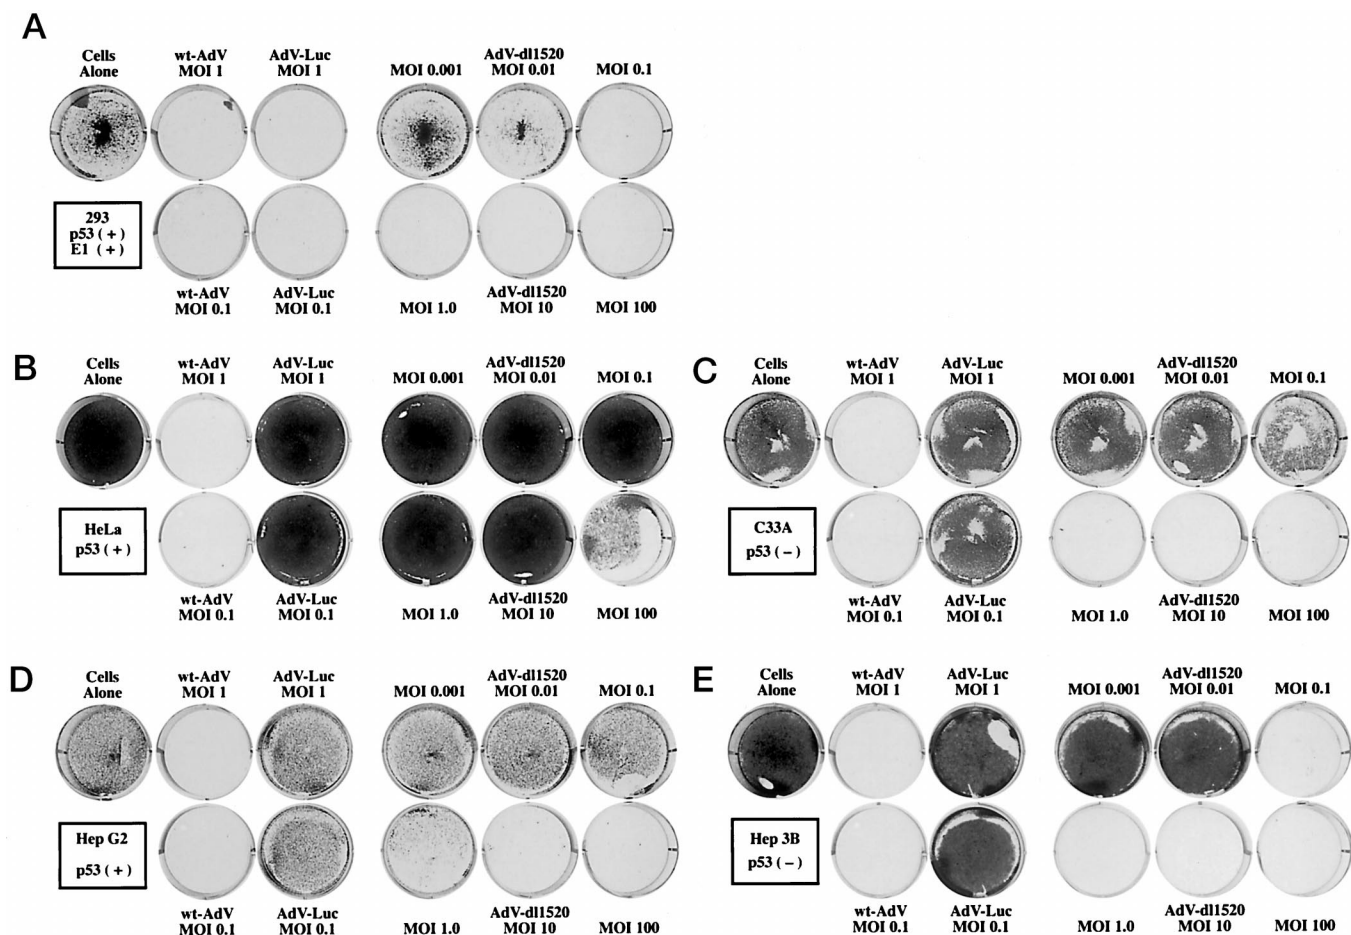 A
Cells
Alone
wt-AdV
MOI 1
AdV-Luc
MOI 1
MOI 0.001
AdV-dl1520
MOI 0.01
MOI 0.1
293
p53 (+)
E1 (+)
wt-AdV
MOI 0.1
AdV-Luc
MOI 0.1
MOI 1.0
AdV-dl1520
MOI 10
MOI 100
B
Cells
Alone
wt-AdV
MOI 1
AdV-Luc
MOI 1
MOI 0.001
AdV-dl1520
MOI 0.01
MOI 0.1
HeLa
p53 (+)
wt-AdV
MOI 0.1
AdV-Luc
MOI 0.1
MOI 1.0
AdV-dl1520
MOI 10
MOI 100
C
Cells
Alone
wt-AdV
MOI 1
AdV-Luc
MOI 1
MOI 0.001
AdV-dl1520
MOI 0.01
MOI 0.1
C33A
p53 (–)
wt-AdV
MOI 0.1
AdV-Luc
MOI 0.1
MOI 1.0
AdV-dl1520
MOI 10
MOI 100
D
Cells
Alone
wt-AdV
MOI 1
AdV-Luc
MOI 1
MOI 0.001
AdV-dl1520
MOI 0.01
MOI 0.1
Hep G2
p53 (+)
wt-AdV
MOI 0.1
AdV-Luc
MOI 0.1
MOI 1.0
AdV-dl1520
MOI 10
MOI 100
E
Cells
Alone
wt-AdV
MOI 1
AdV-Luc
MOI 1
MOI 0.001
AdV-dl1520
MOI 0.01
MOI 0.1
Hep 3B
p53 (–)
wt-AdV
MOI 0.1
AdV-Luc
MOI 0.1
MOI 1.0
AdV-dl1520
MOI 10
MOI 100